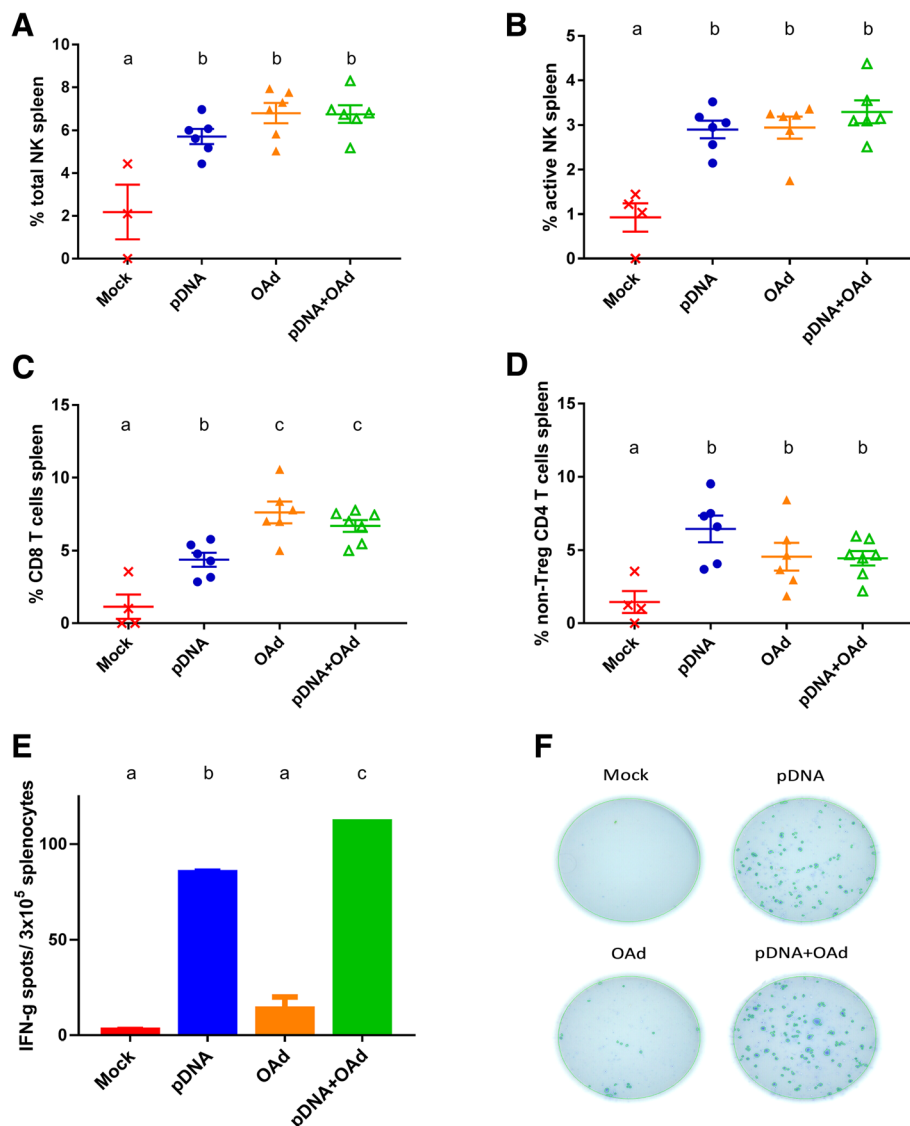 A
% total NK spleen
10
8
6
4
2
0
a b b b
Mock pDNA OAd pDNA+OAd
B
% active NK spleen
5
4
3
2
1
0
a b b b
Mock pDNA OAd pDNA+OAd
C
% CD8 T cells spleen
15
10
5
0
a b c c
Mock pDNA OAd pDNA+OAd
D
% non-Treg CD4 T cells spleen
15
10
5
0
a b b b
Mock pDNA OAd pDNA+OAd
E
IFN-g spots/ 3x10⁵ splenocytes
100
50
0
a b a c
Mock pDNA OAd pDNA+OAd
F
Mock pDNA
OAd pDNA+OAd